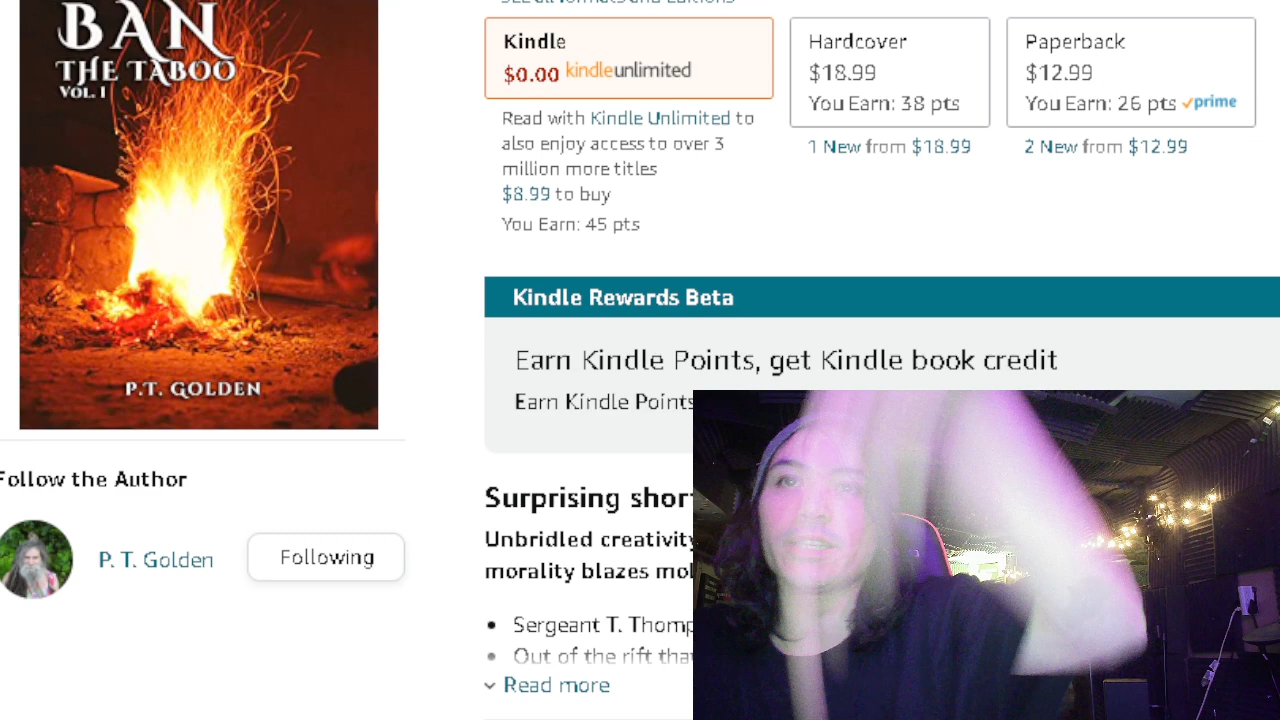 BAN
THE TABOO
VOL. 1
P.T. GOLDEN
Follow the Author
P. T. Golden
Following
Kindle
$0.00 kindleunlimited
Read with Kindle Unlimited to
also enjoy access to over 3
million more titles
$8.99 to buy
You Earn: 45 pts
Hardcover
$18.99
You Earn: 38 pts
1 New from $18.99
Paperback
$12.99
You Earn: 26 pts prime
2 New from $12.99
Kindle Rewards Beta
Earn Kindle Points, get Kindle book credit
Earn Kindle Points
Surprising shor
Unbridled creativity
morality blazes mol
• Sergeant T. Thomp
• Out of the rift tha
Read more